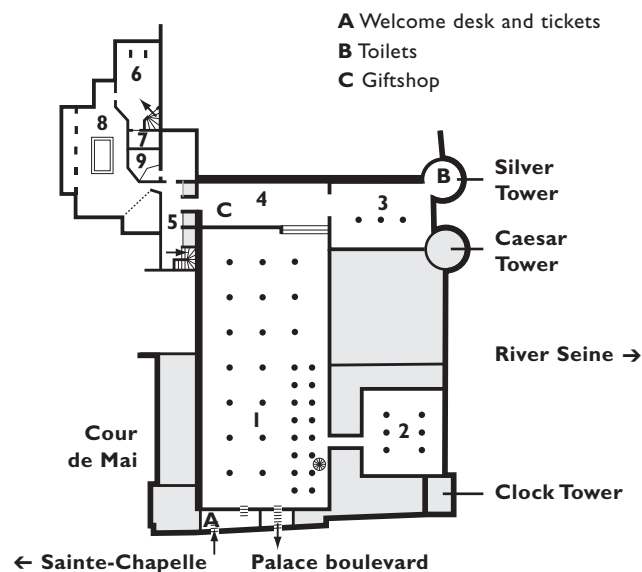 A Welcome desk and tickets
B Toilets
C Giftshop
6
8
7
9
B
Silver
Tower
4
3
C
5
Caesar
Tower
River Seine →
1
2
Cour
de Mai
Clock Tower
A
← Sainte-Chapelle
Palace boulevard